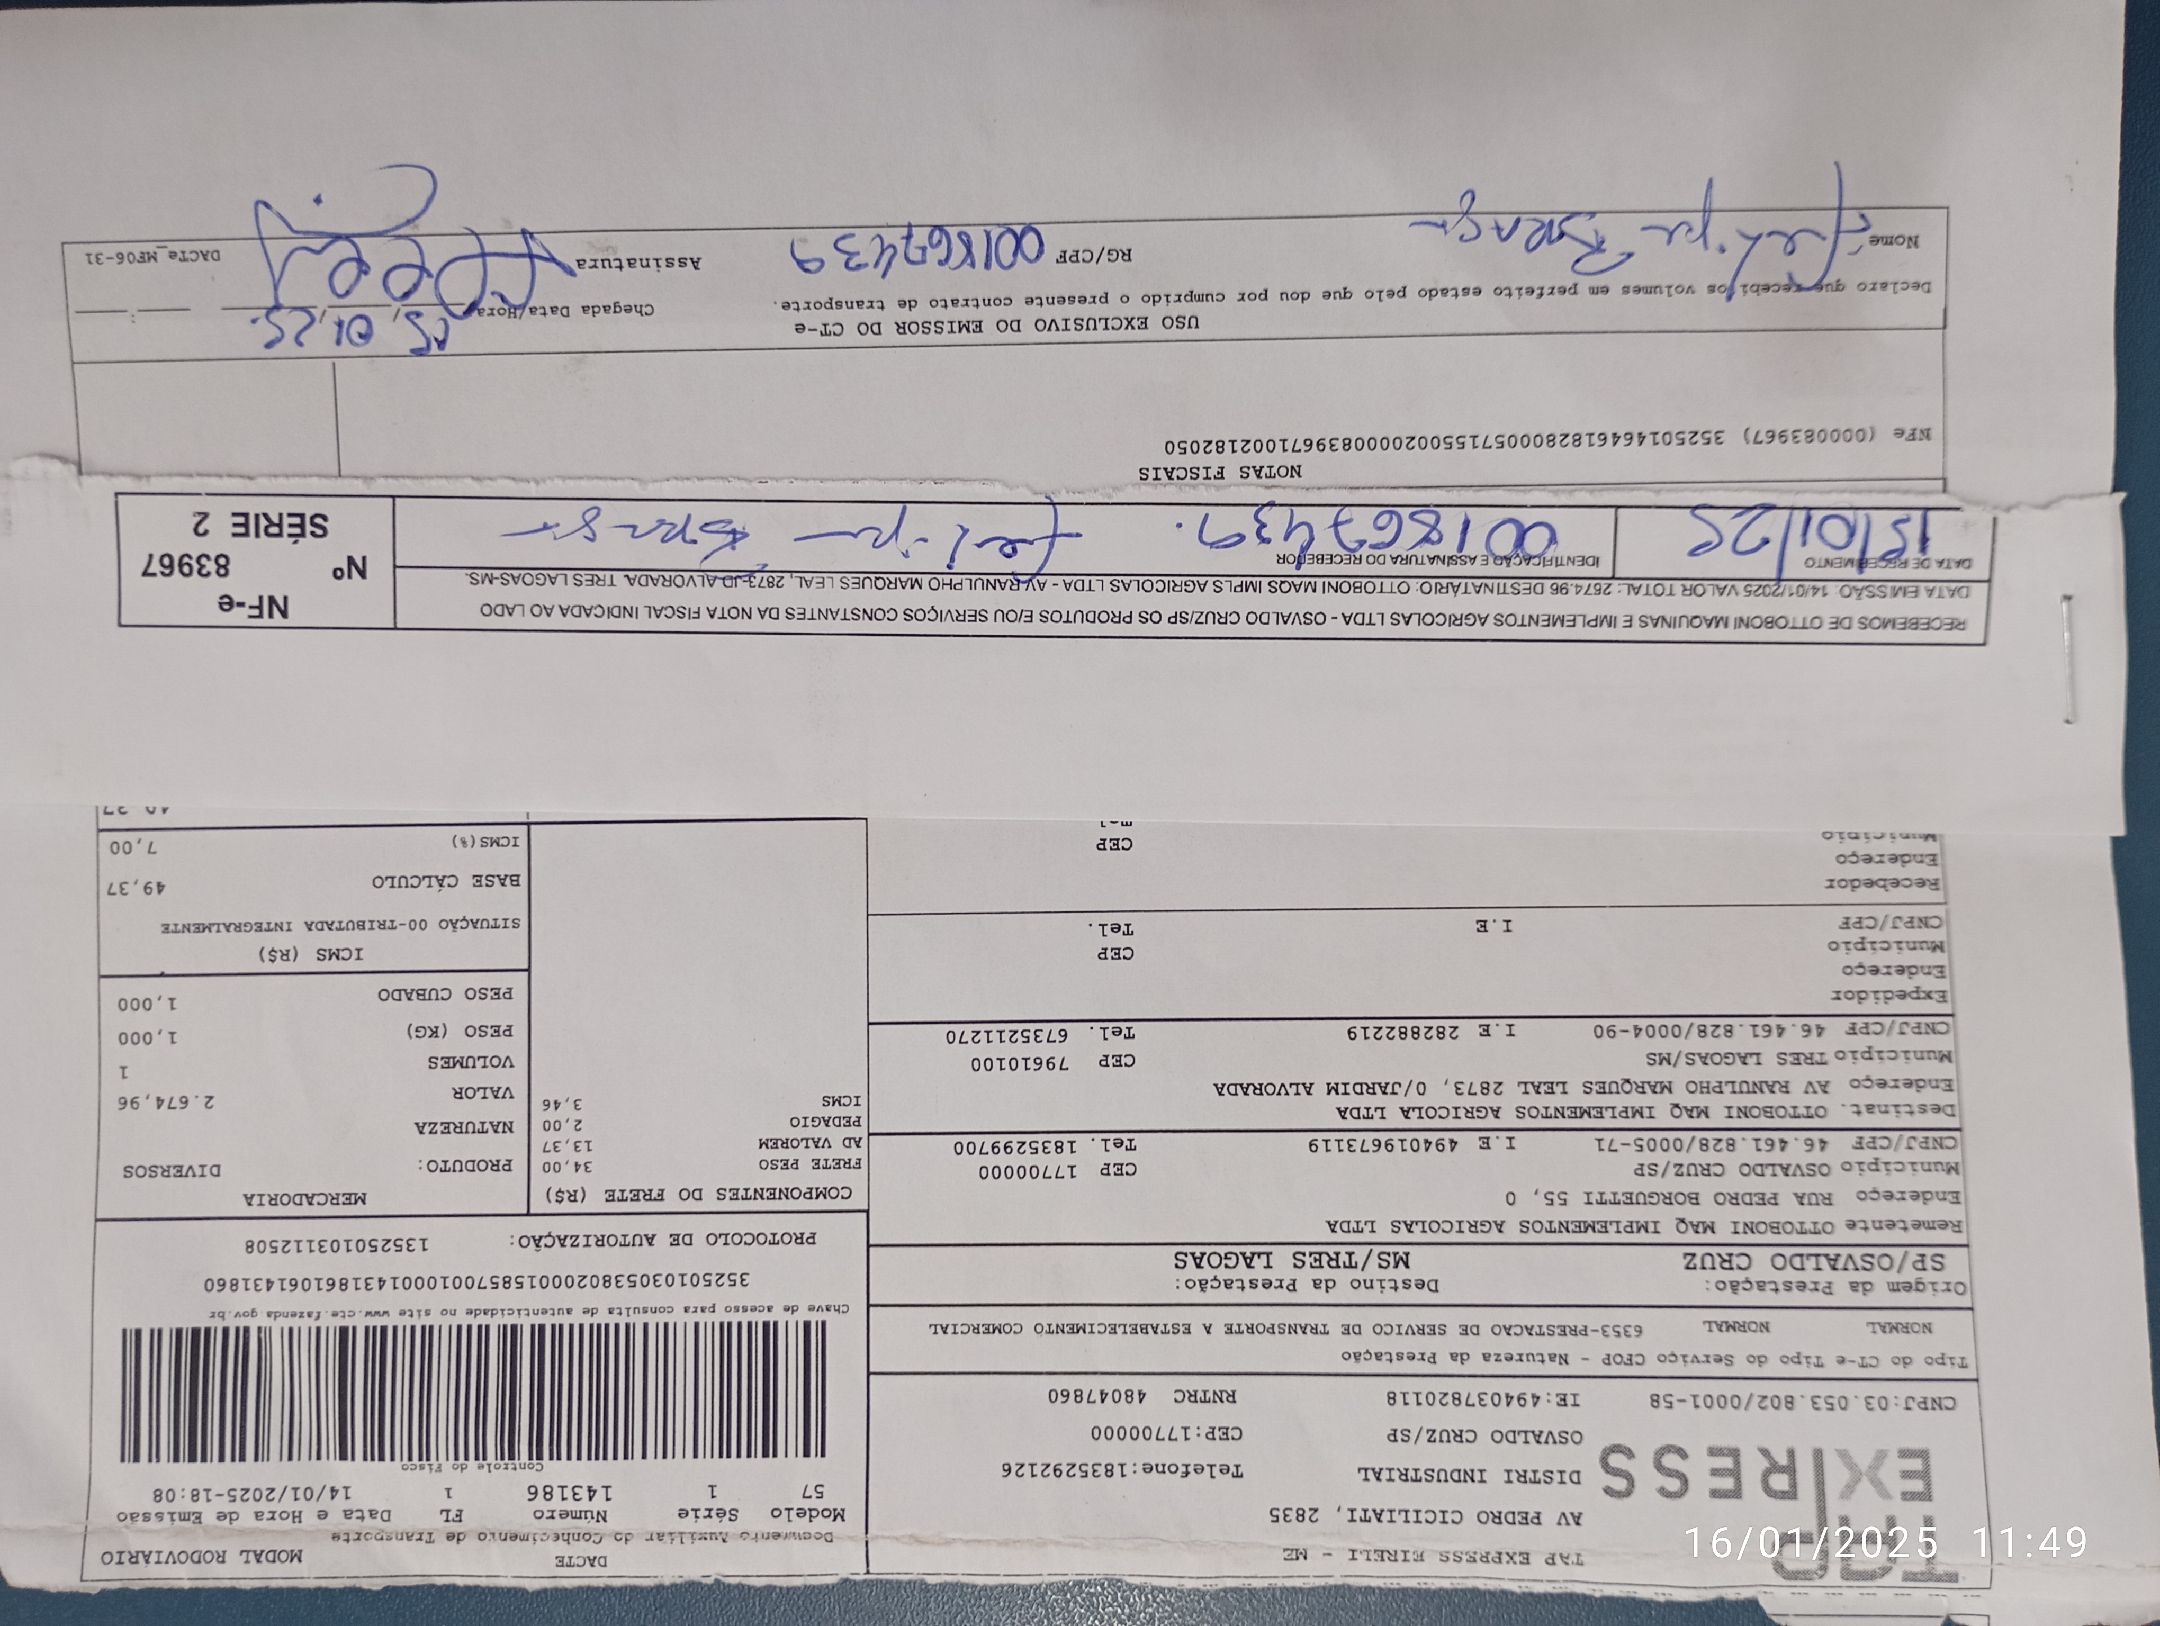 TAP EXPRESS
TAP EXPRESS EIRELI - ME
AV PEDRO CICILIATI, 2835
DISTRI INDUSTRIAL Telefone:1835292126
OSVALDO CRUZ/SP CEP:17700000
CNPJ:03.053.802/0001-58 IE:494037820118 RNTRC 48047860
DACTE MODAL RODOVIÁRIO
Documento Auxiliar do Conhecimento de Transporte
Modelo Série Número FL Data e Hora de Emissão
57 1 143186 1 14/01/2025-18:08
Controle do Fisco
Chave de acesso para consulta de autenticidade no site www.cte.fazenda.gov.br
35250103053802000158570010001431861061431860
PROTOCOLO DE AUTORIZAÇÃO: 135250103112508
Tipo do CT-e Tipo do Serviço CFOP - Natureza da Prestação
NORMAL NORMAL 6353-PRESTACAO DE SERVICO DE TRANSPORTE A ESTABELECIMENTO COMERCIAL
Origem da Prestação: Destino da Prestação:
SP/OSVALDO CRUZ MS/TRES LAGOAS
Remetente OTTOBONI MAQ IMPLEMENTOS AGRICOLAS LTDA
Endereço RUA PEDRO BORGUETTI 55, 0
Município OSVALDO CRUZ/SP CEP 17700000
CNPJ/CPF 46.461.828/0005-71 I.E 494019673119 Tel. 1835299700
Destinat. OTTOBONI MAQ IMPLEMENTOS AGRICOLA LTDA
Endereço AV RANULPHO MARQUES LEAL 2873, 0/JARDIM ALVORADA
Município TRES LAGOAS/MS CEP 79610100
CNPJ/CPF 46.461.828/0004-90 I.E 282882219 Tel. 6735211270
Expedidor
Endereço
Município CEP
CNPJ/CPF I.E Tel.
Recebedor
Endereço
Município CEP
COMPONENTES DO FRETE (R$)
FRETE PESO 34,00
AD VALOREM 13,37
PEDAGIO 2,00
ICMS 3,46
MERCADORIA
PRODUTO: DIVERSOS
NATUREZA
VALOR 2.674,96
VOLUMES 1
PESO (KG) 1,000
PESO CUBADO 1,000
ICMS (R$)
SITUAÇÃO 00-TRIBUTADA INTEGRALMENTE
BASE CÁLCULO 49,37
ICMS(%) 7,00
RECEBEMOS DE OTTOBONI MAQUINAS E IMPLEMENTOS AGRICOLAS LTDA - OSVALDO CRUZ/SP OS PRODUTOS E/OU SERVIÇOS CONSTANTES DA NOTA FISCAL INDICADA AO LADO
DATA EMISSÃO: 14/01/2025 VALOR TOTAL: 2674.96 DESTINATÁRIO: OTTOBONI MAQS IMPLS AGRICOLAS LTDA - AV RANULPHO MARQUES LEAL, 2873 JD ALVORADA TRES LAGOAS-MS.
DATA DE RECEBIMENTO IDENTIFICAÇÃO E ASSINATURA DO RECEBEDOR
15/01/25 001867439. Felipe Braga
NF-e
Nº 83967
SÉRIE 2
NOTAS FISCAIS
NFe (000083967) 35250146461828000571550020000839671002182050
USO EXCLUSIVO DO EMISSOR DO CT-e
Declaro que recebi os volumes em perfeito estado pelo que dou por cumprido o presente contrato de transporte.
Chegada Data/Hora 15/01/25
Nome Felipe Braga RG/CPF 001867439 Assinatura
DACTe_MF06-31
16/01/2025 11:49